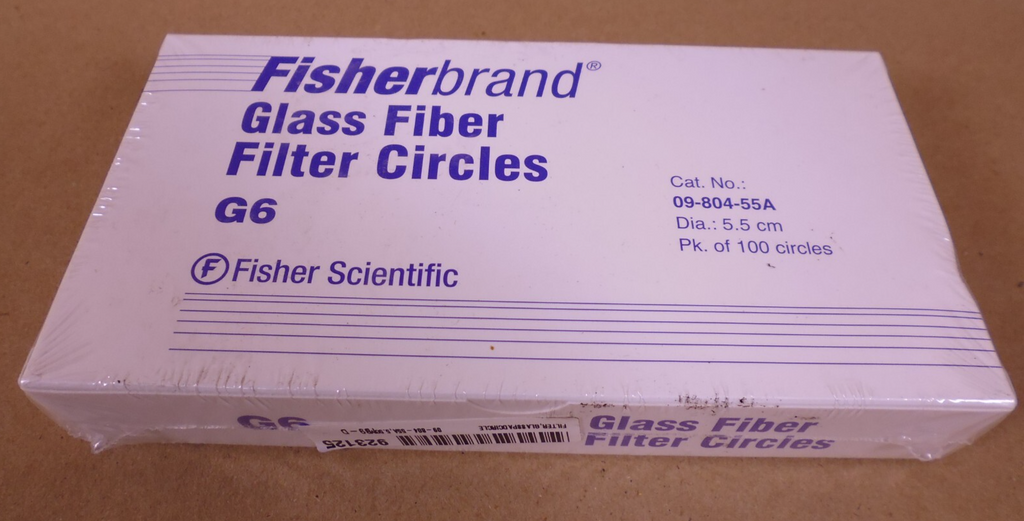 Fisherbrand®
Glass Fiber
Filter Circles
G6
F Fisher Scientific
Cat. No.:
09-804-55A
Dia.: 5.5 cm
Pk. of 100 circles
G6
923125
Glass Fiber
Filter Circles